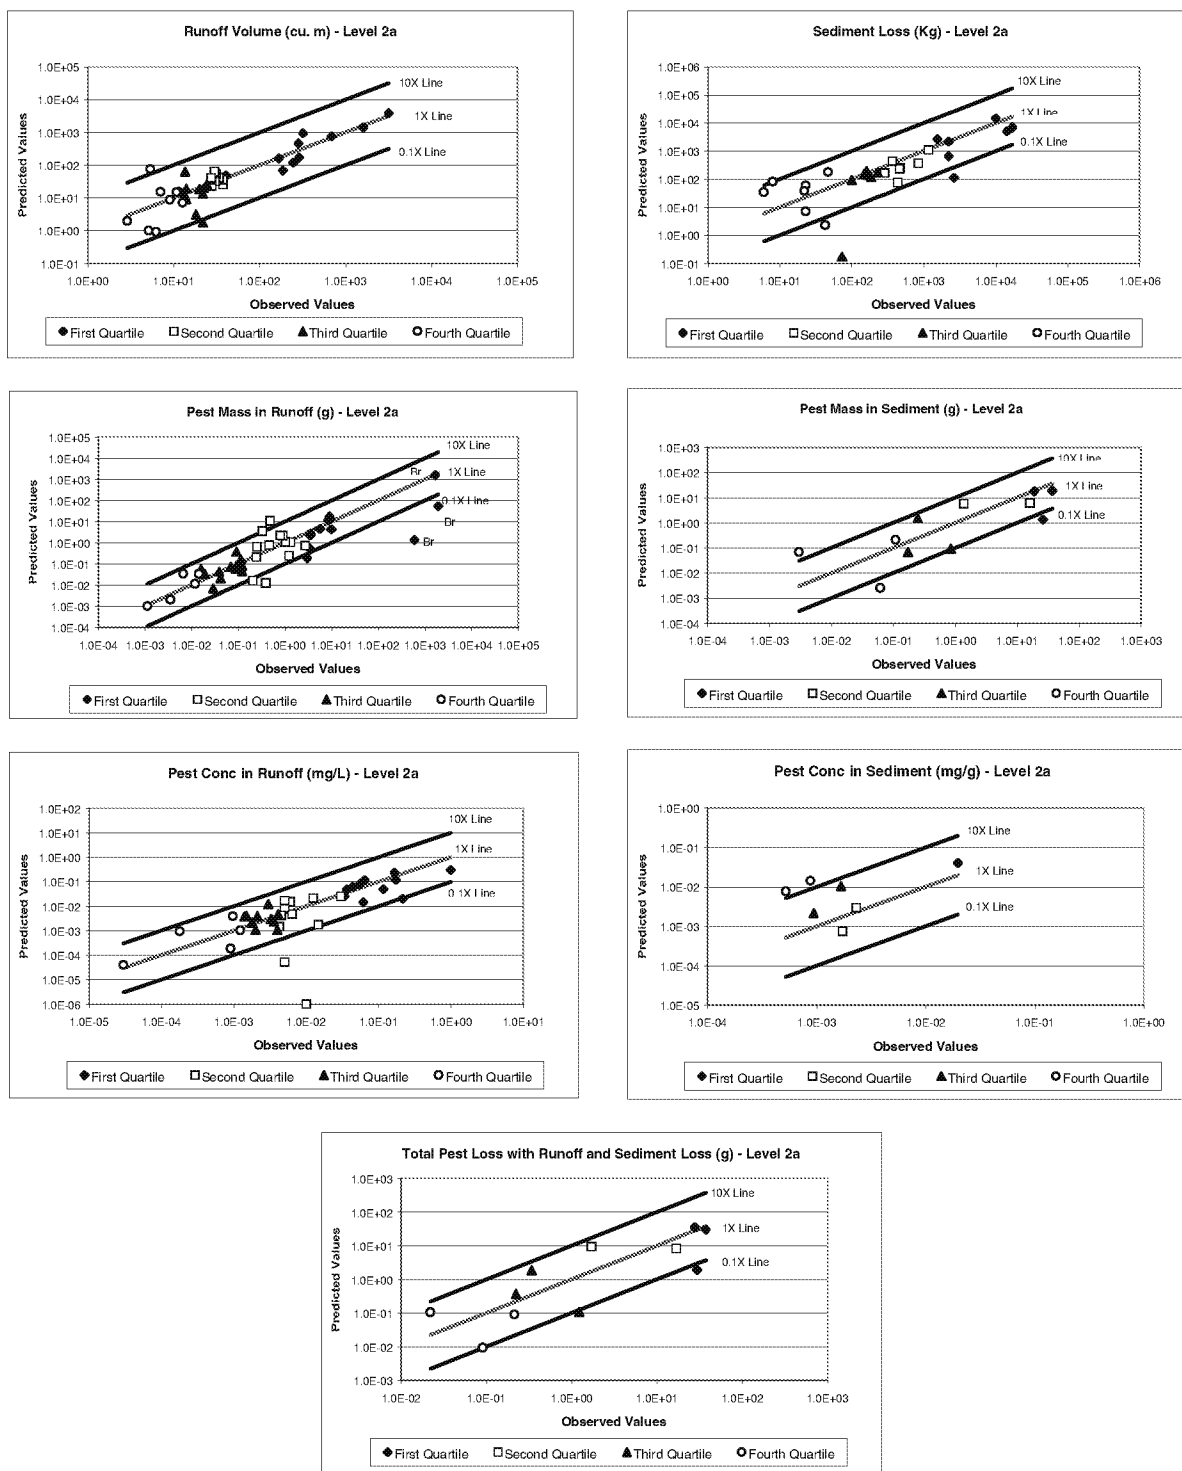 Runoff Volume (cu. m) - Level 2a
Predicted Values
1.0E+05
1.0E+04
1.0E+03
1.0E+02
1.0E+01
1.0E+00
1.0E-01
10X Line
1X Line
0.1X Line
1.0E+00 1.0E+01 1.0E+02 1.0E+03 1.0E+04 1.0E+05
Observed Values
First Quartile Second Quartile Third Quartile Fourth Quartile
Sediment Loss (Kg) - Level 2a
Predicted Values
1.0E+06
1.0E+05
1.0E+04
1.0E+03
1.0E+02
1.0E+01
1.0E+00
1.0E-01
10X Line
1X Line
0.1X Line
1.0E+00 1.0E+01 1.0E+02 1.0E+03 1.0E+04 1.0E+05 1.0E+06
Observed Values
First Quartile Second Quartile Third Quartile Fourth Quartile
Pest Mass in Runoff (g) - Level 2a
Predicted Values
1.0E+05
1.0E+04
1.0E+03
1.0E+02
1.0E+01
1.0E+00
1.0E-01
1.0E-02
1.0E-03
1.0E-04
10X Line
Br 1X Line
0.1X Line
Br
Br
1.0E-04 1.0E-03 1.0E-02 1.0E-01 1.0E+00 1.0E+01 1.0E+02 1.0E+03 1.0E+04 1.0E+05
Observed Values
First Quartile Second Quartile Third Quartile Fourth Quartile
Pest Mass in Sediment (g) - Level 2a
Predicted Values
1.0E+03
1.0E+02
1.0E+01
1.0E+00
1.0E-01
1.0E-02
1.0E-03
1.0E-04
10X Line
1X Line
0.1X Line
1.0E-04 1.0E-03 1.0E-02 1.0E-01 1.0E+00 1.0E+01 1.0E+02 1.0E+03
Observed Values
First Quartile Second Quartile Third Quartile Fourth Quartile
Pest Conc in Runoff (mg/L) - Level 2a
Predicted Values
1.0E+02
1.0E+01
1.0E+00
1.0E-01
1.0E-02
1.0E-03
1.0E-04
1.0E-05
1.0E-06
10X Line
1X Line
0.1X Line
1.0E-05 1.0E-04 1.0E-03 1.0E-02 1.0E-01 1.0E+00 1.0E+01
Observed Values
First Quartile Second Quartile Third Quartile Fourth Quartile
Pest Conc in Sediment (mg/g) - Level 2a
Predicted Values
1.0E+00
1.0E-01
1.0E-02
1.0E-03
1.0E-04
1.0E-05
10X Line
1X Line
0.1X Line
1.0E-04 1.0E-03 1.0E-02 1.0E-01 1.0E+00
Observed Values
First Quartile Second Quartile Third Quartile Fourth Quartile
Total Pest Loss with Runoff and Sediment Loss (g) - Level 2a
Predicted Values
1.0E+03
1.0E+02
1.0E+01
1.0E+00
1.0E-01
1.0E-02
1.0E-03
10X Line
1X Line
0.1X Line
1.0E-02 1.0E-01 1.0E+00 1.0E+01 1.0E+02 1.0E+03
Observed Values
First Quartile Second Quartile Third Quartile Fourth Quartile